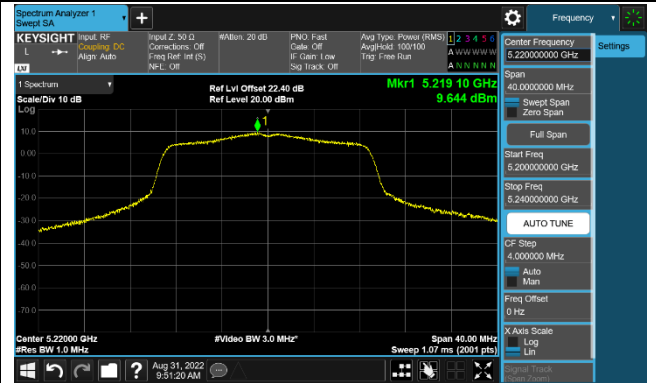 Spectrum Analyzer 1
Swept SA
Frequency
KEYSIGHT
L
Input: RF
Coupling: DC
Align: Auto
Input Z: 50 Ω
Corrections: Off
Freq Ref: Int (S)
NFE: Off
#Atten: 20 dB
PNO: Fast
Gate: Off
IF Gain: Low
Sig Track: Off
Avg Type: Power (RMS)
Avg|Hold: 100/100
Trig: Free Run
1 2 3 4 5 6
A W W W W W
A N N N N N
LXI
1 Spectrum
Scale/Div 10 dB
Log
Ref Lvl Offset 22.40 dB
Ref Level 20.00 dBm
Mkr1 5.219 10 GHz
9.644 dBm
1
10.0
0.00
-10.0
-20.0
-30.0
-40.0
-50.0
-60.0
-70.0
Center 5.22000 GHz
#Res BW 1.0 MHz
#Video BW 3.0 MHz*
Span 40.00 MHz
Sweep 1.07 ms (2001 pts)
Aug 31, 2022
9:51:20 AM
Settings
Center Frequency
5.220000000 GHz
Span
40.0000000 MHz
Swept Span
Zero Span
Full Span
Start Freq
5.200000000 GHz
Stop Freq
5.240000000 GHz
AUTO TUNE
CF Step
4.000000 MHz
Auto
Man
Freq Offset
0 Hz
X Axis Scale
Log
Lin
Signal Track
(Span Zoom)